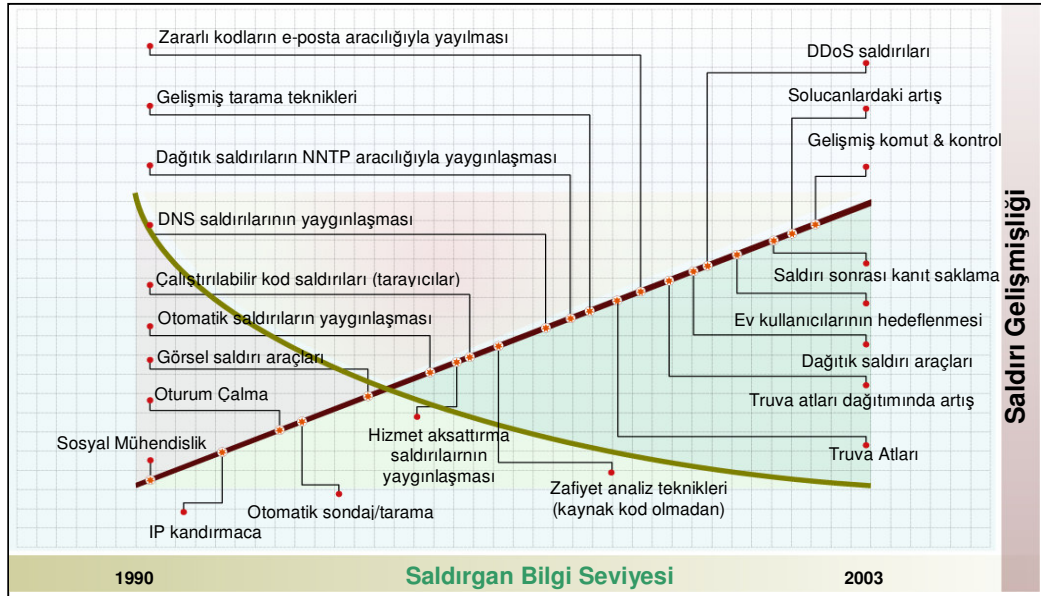 Zararlı kodların e-posta aracılığıyla yayılması
DDoS saldırıları
Gelişmiş tarama teknikleri
Solucanlardaki artış
Gelişmiş komut & kontrol
Dağıtık saldırıların NNTP aracılığıyla yaygınlaşması
DNS saldırılarının yaygınlaşması
Çalıştırılabilir kod saldırıları (tarayıcılar)
Saldırı sonrası kanıt saklama
Otomatik saldırıların yaygınlaşması
Ev kullanıcılarının hedeflenmesi
Görsel saldırı araçları
Dağıtık saldırı araçları
Oturum Çalma
Truva atları dağıtımında artış
Sosyal Mühendislik
Hizmet aksattırma
saldırılaırnın
yaygınlaşması
Truva Atları
Zafiyet analiz teknikleri
(kaynak kod olmadan)
Otomatik sondaj/tarama
IP kandırmaca
Saldırı Gelişmişliği
1990
Saldırgan Bilgi Seviyesi
2003